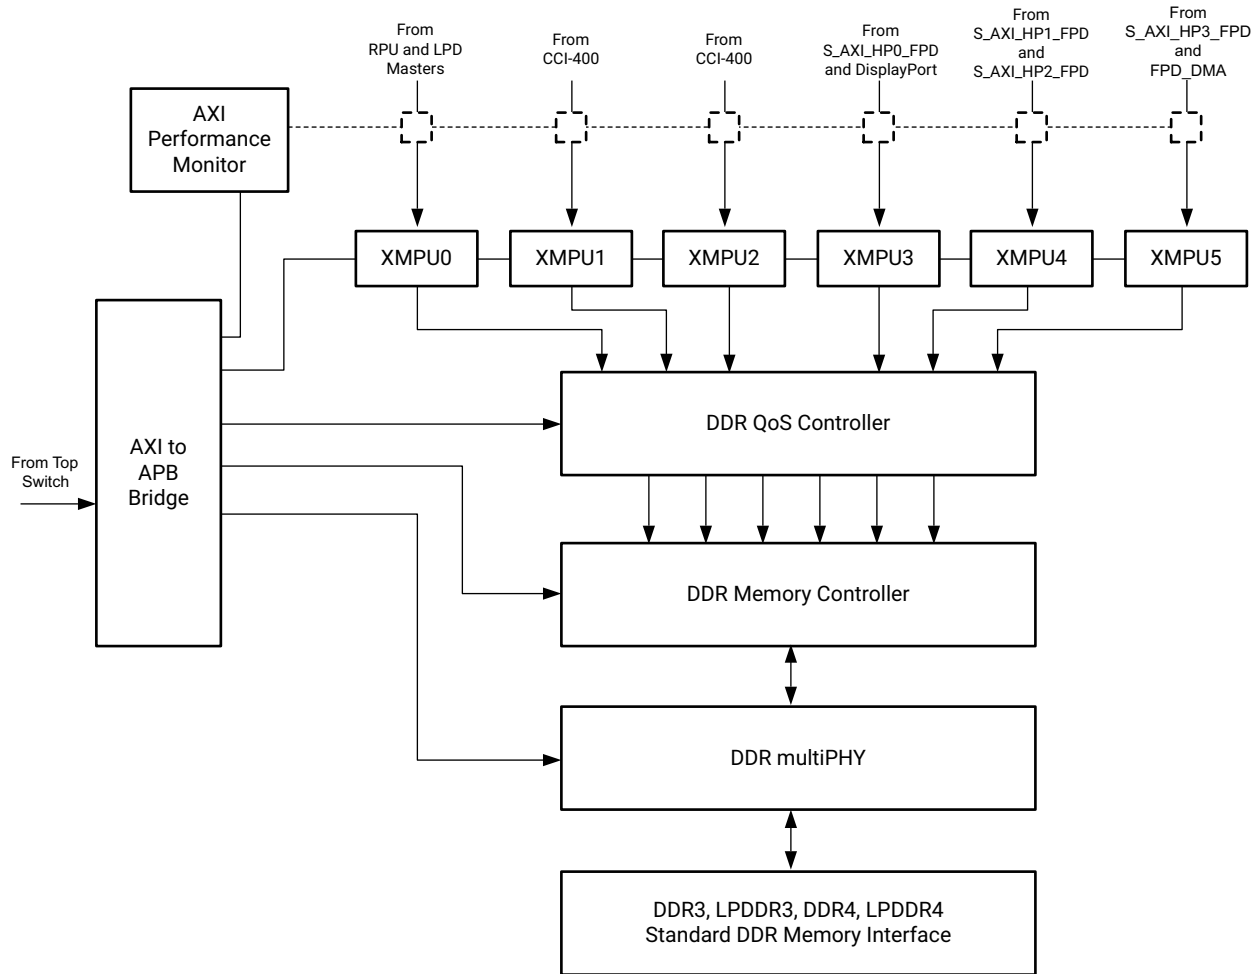 From
RPU and LPD
Masters
From
CCI-400
From
CCI-400
From
S_AXI_HP0_FPD
and DisplayPort
From
S_AXI_HP1_FPD
and
S_AXI_HP2_FPD
From
S_AXI_HP3_FPD
and
FPD_DMA
AXI
Performance
Monitor
XMPU0
XMPU1
XMPU2
XMPU3
XMPU4
XMPU5
From Top
Switch
AXI to
APB
Bridge
DDR QoS Controller
DDR Memory Controller
DDR multiPHY
DDR3, LPDDR3, DDR4, LPDDR4
Standard DDR Memory Interface